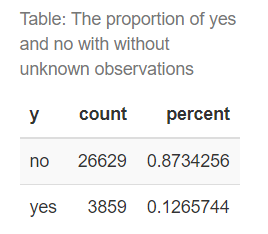 Table: The proportion of yes
and no with without
unknown observations
y count percent
no 26629 0.8734256
yes 3859 0.1265744